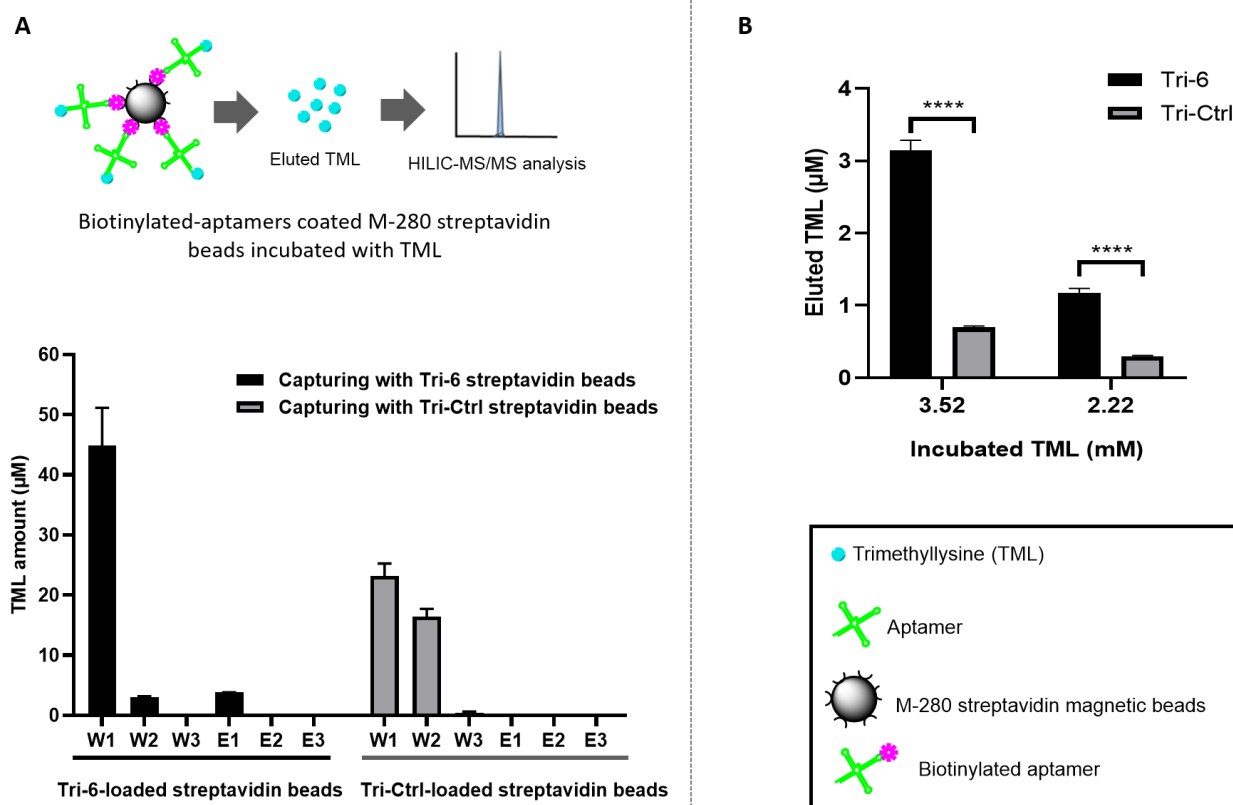 A
Eluted TML
HILIC-MS/MS analysis
Biotinylated-aptamers coated M-280 streptavidin
beads incubated with TML
60
50
40
30
20
10
0
TML amount (µM)
Capturing with Tri-6 streptavidin beads
Capturing with Tri-Ctrl streptavidin beads
W1 W2 W3 E1 E2 E3 W1 W2 W3 E1 E2 E3
Tri-6-loaded streptavidin beads
Tri-Ctrl-loaded streptavidin beads
B
Tri-6
Tri-Ctrl
4
3
2
1
0
Eluted TML (µM)
****
****
3.52 2.22
Incubated TML (mM)
Trimethyllysine (TML)
Aptamer
M-280 streptavidin magnetic beads
Biotinylated aptamer